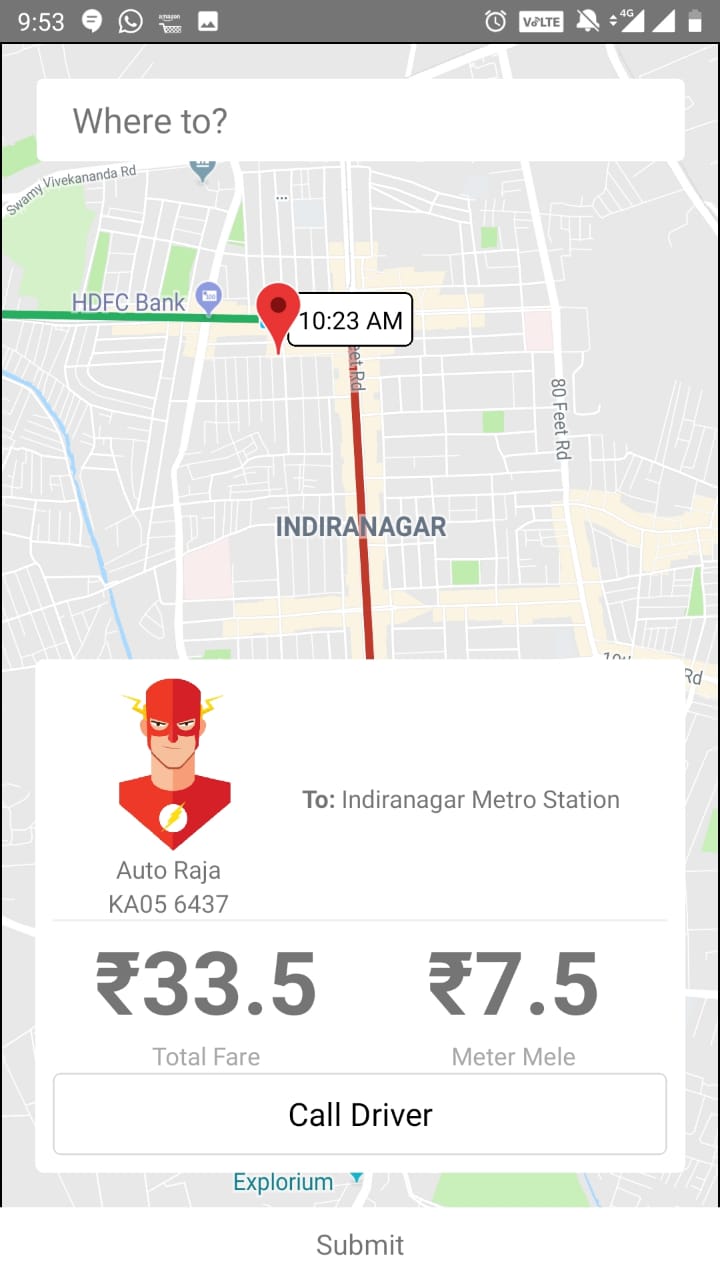 9:53
amazon
VoLTE
4G
Where to?
Swamy Vivekananda Rd
HDFC Bank
10:23 AM
eet Rd
80 Feet Rd
INDIRANAGAR
Rd
To: Indiranagar Metro Station
Auto Raja
KA05 6437
₹33.5
₹7.5
Total Fare
Meter Mele
Call Driver
Explorium
Submit